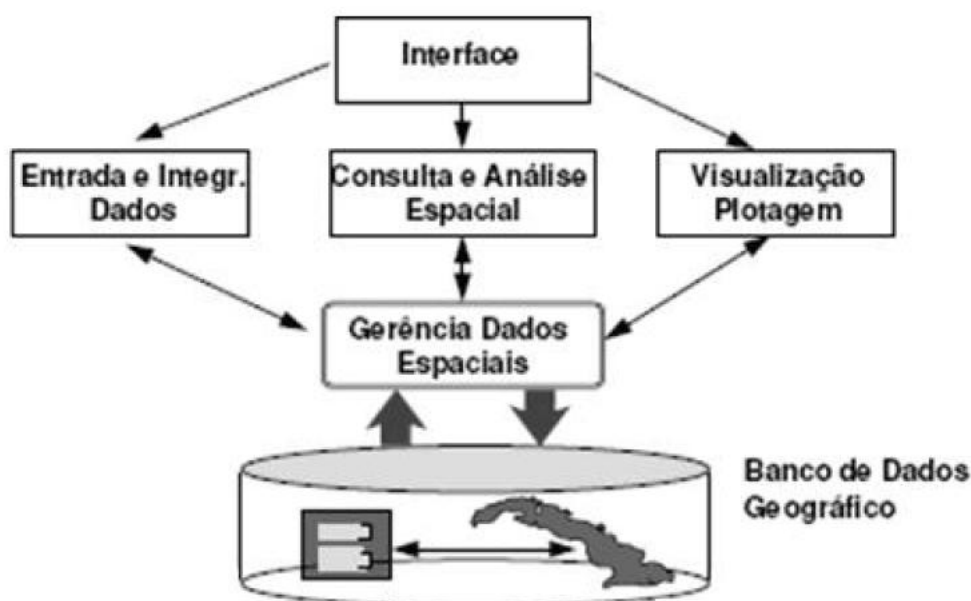 Interface
Entrada e Integr.
Dados
Consulta e Análise
Espacial
Visualização
Plotagem
Gerência Dados
Espaciais
Banco de Dados
Geográfico